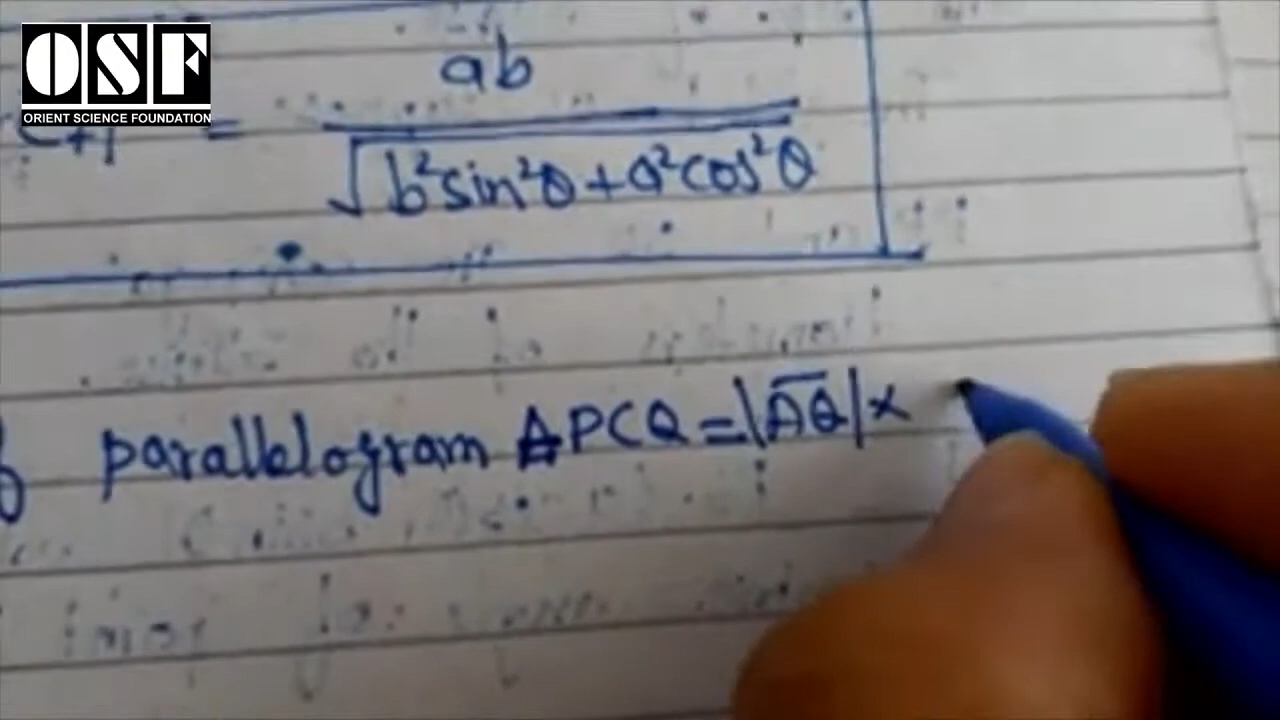 OSF
ORIENT SCIENCE FOUNDATION
= ab / √b²sin²θ + a²cos²θ
parallelogram APCQ = |AQ| ×